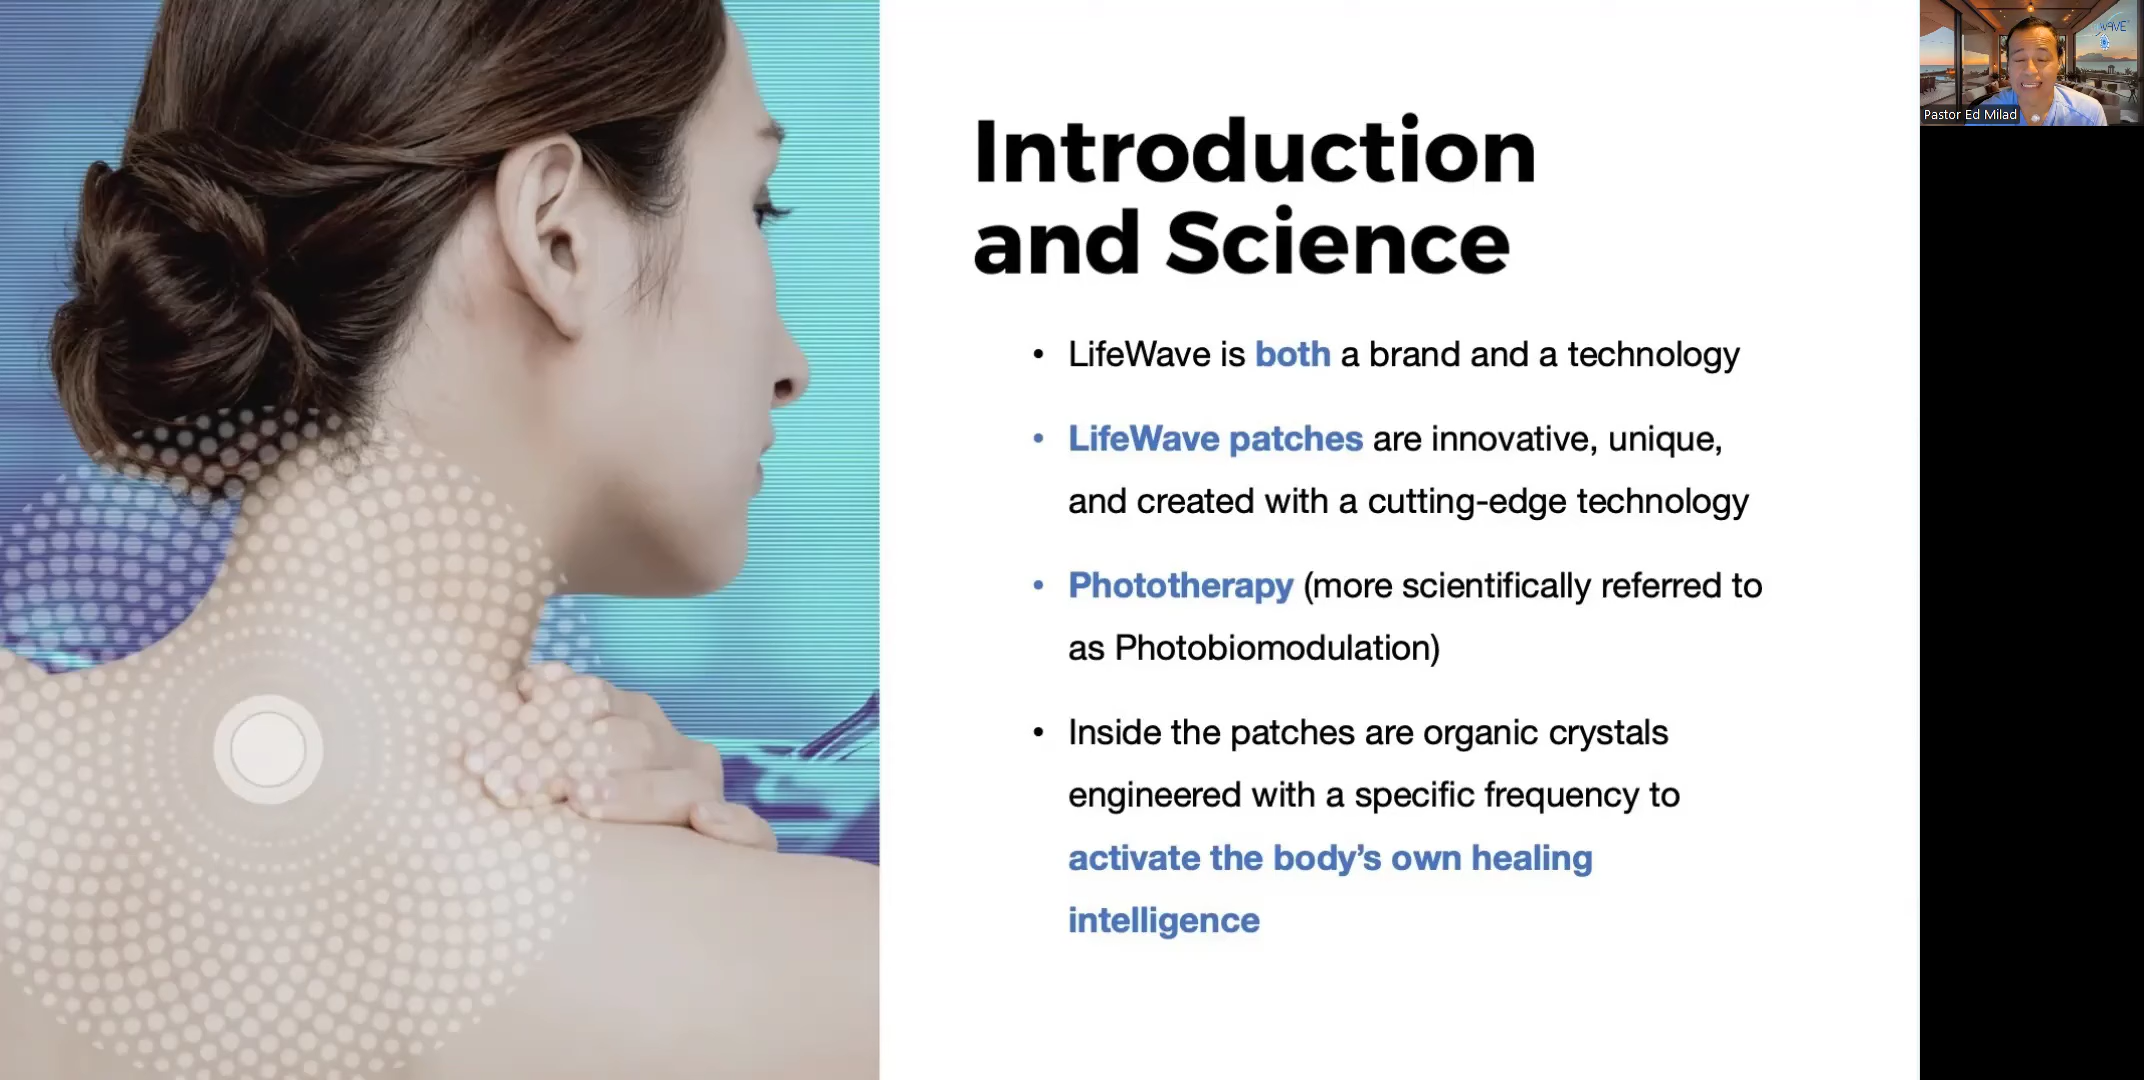 Introduction
and Science
• LifeWave is both a brand and a technology
• LifeWave patches are innovative, unique,
and created with a cutting-edge technology
• Phototherapy (more scientifically referred to
as Photobiomodulation)
• Inside the patches are organic crystals
engineered with a specific frequency to
activate the body’s own healing
intelligence
Pastor Ed Milad